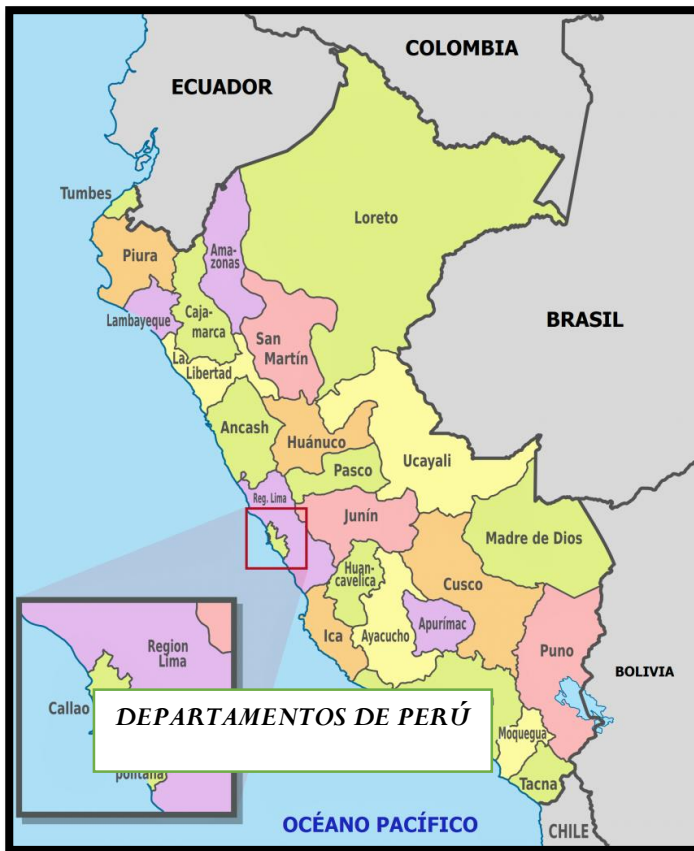 COLOMBIA
ECUADOR
Tumbes
Loreto
Piura
Ama-
zonas
Lambayeque
Caja-
marca
BRASIL
San
Martín
La
Libertad
Ancash
Huánuco
Pasco
Ucayali
Reg. Lima
Junín
Madre de Dios
Huan-
cavelica
Cusco
Ica
Ayacucho
Apurímac
Puno
BOLIVIA
Region
Lima
Callao
DEPARTAMENTOS DE PERÚ
Moquegua
politana
Tacna
OCÉANO PACÍFICO
CHILE